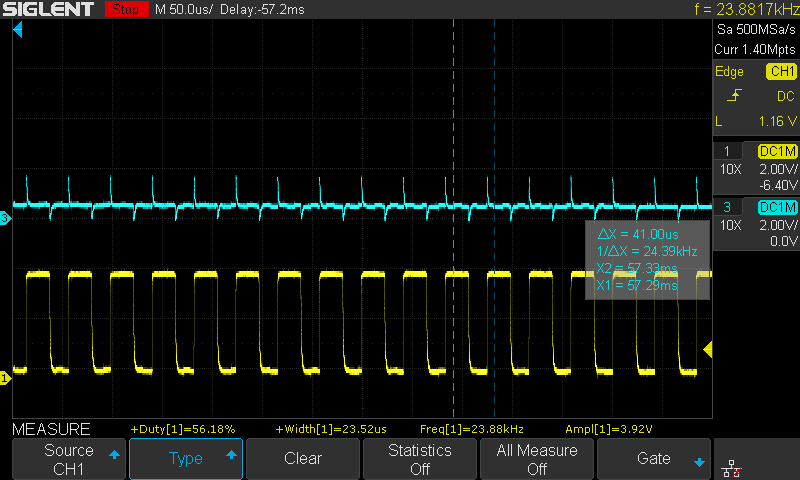 SIGLENT Stop M 50.0us/ Delay:-57.2ms f = 23.8817kHz
Sa 500MSa/s
Curr 1.40Mpts
Edge CH1
DC
L 1.16 V
1 DC1M
10X 2.00V/
-6.40V
3 DC1M
10X 2.00V/
0.0V
3
ΔX = 41.00us
1/ΔX = 24.39kHz
X2 = 57.33ms
X1 = 57.29ms
1
MEASURE +Duty[1]=56.18% +Width[1]=23.52us Freq[1]=23.88kHz Ampl[1]=3.92V
Source
CH1
Type
Clear
Statistics
Off
All Measure
Off
Gate